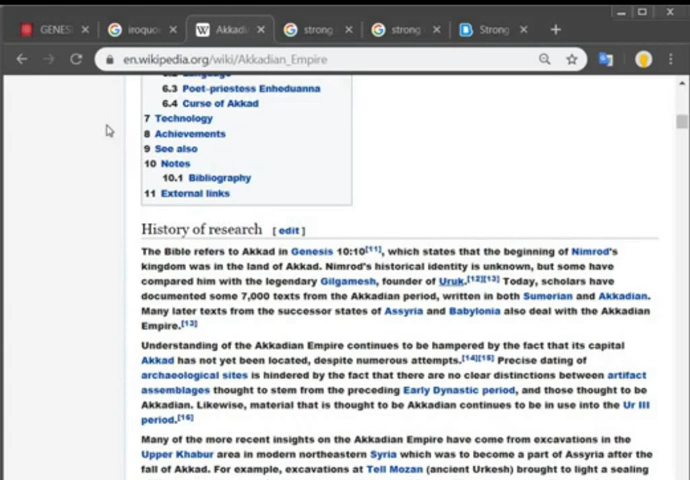 GENES
iroquo
Akkadi
strong
strong
Strong
en.wikipedia.org/wiki/Akkadian_Empire
6.2 Language
6.3 Poet-priestess Enheduanna
6.4 Curse of Akkad
7 Technology
8 Achievements
9 See also
10 Notes
10.1 Bibliography
11 External links
History of research [ edit ]
The Bible refers to Akkad in Genesis 10:10[11], which states that the beginning of Nimrod's
kingdom was in the land of Akkad. Nimrod's historical identity is unknown, but some have
compared him with the legendary Gilgamesh, founder of Uruk.[12][13] Today, scholars have
documented some 7,000 texts from the Akkadian period, written in both Sumerian and Akkadian.
Many later texts from the successor states of Assyria and Babylonia also deal with the Akkadian
Empire.[13]
Understanding of the Akkadian Empire continues to be hampered by the fact that its capital
Akkad has not yet been located, despite numerous attempts.[14][15] Precise dating of
archaeological sites is hindered by the fact that there are no clear distinctions between artifact
assemblages thought to stem from the preceding Early Dynastic period, and those thought to be
Akkadian. Likewise, material that is thought to be Akkadian continues to be in use into the Ur III
period.[16]
Many of the more recent insights on the Akkadian Empire have come from excavations in the
Upper Khabur area in modern northeastern Syria which was to become a part of Assyria after the
fall of Akkad. For example, excavations at Tell Mozan (ancient Urkesh) brought to light a sealing